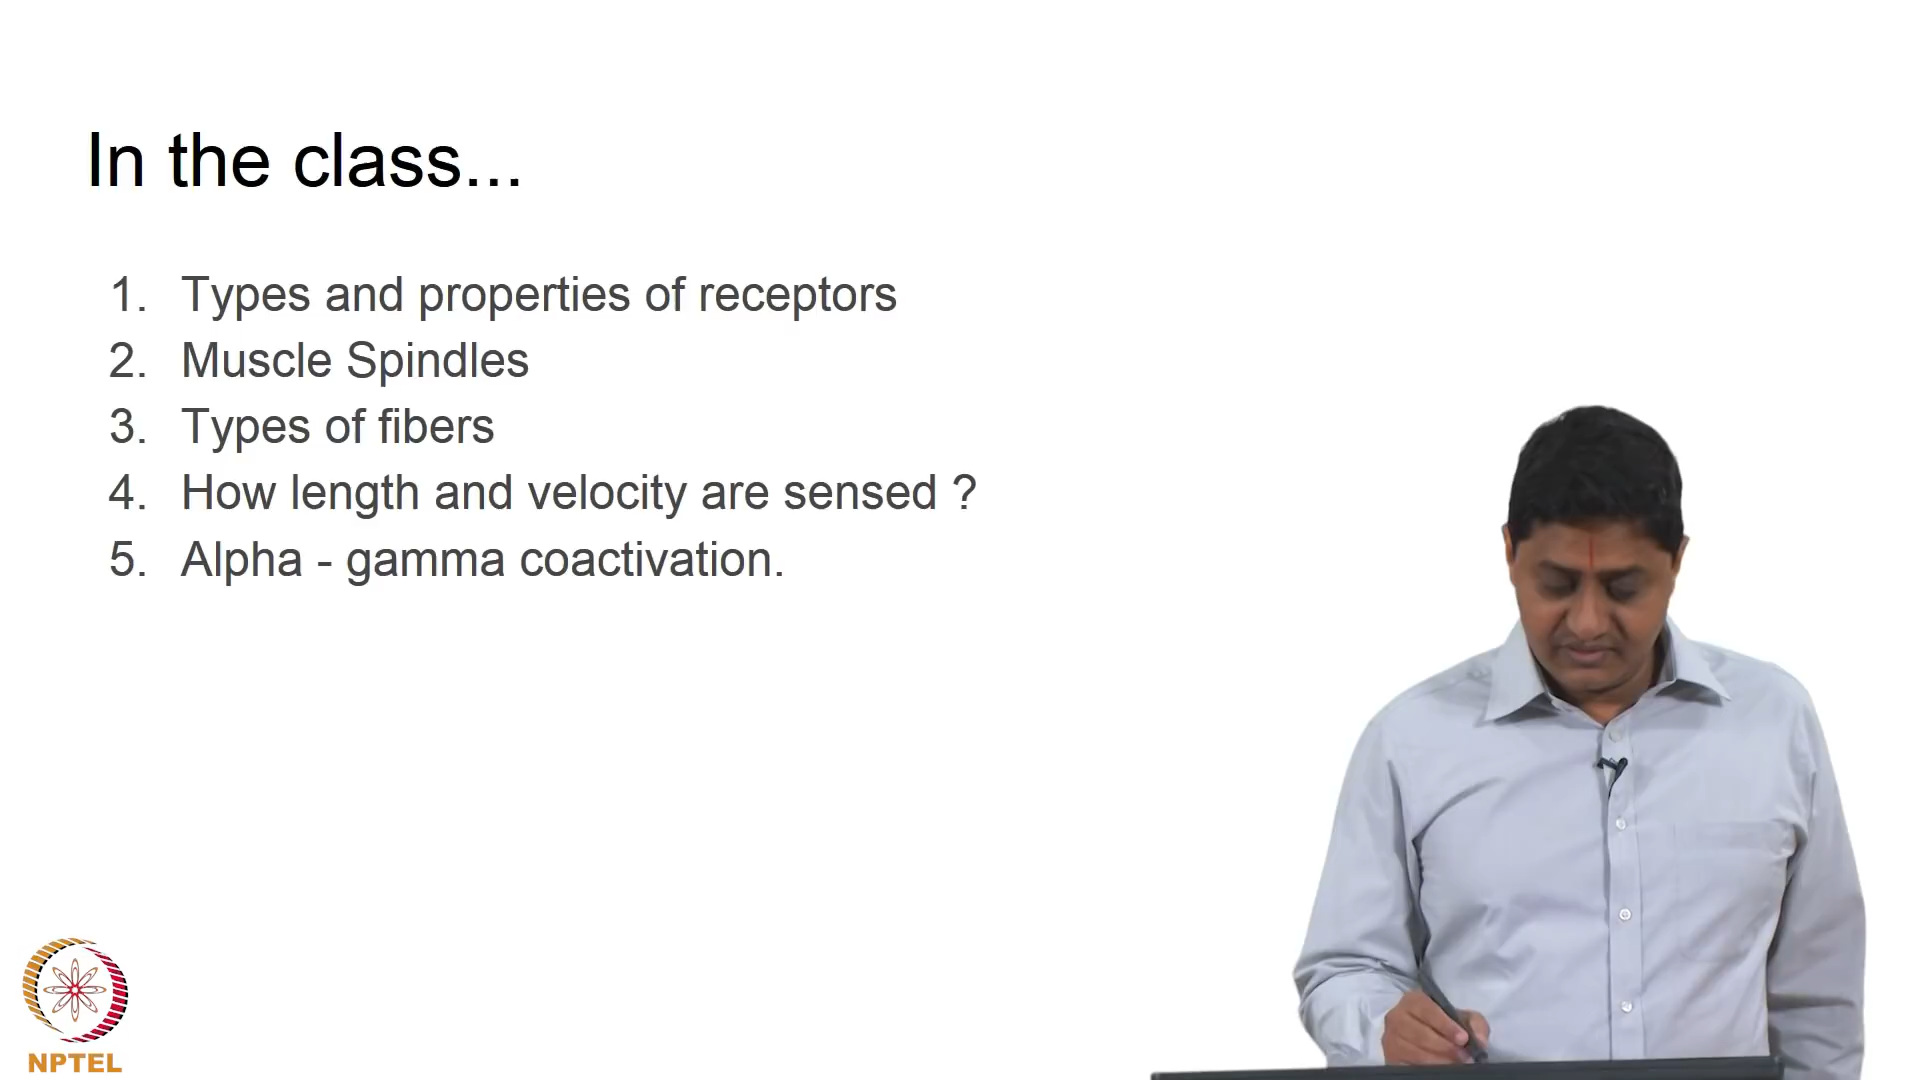 In the class...
1. Types and properties of receptors
2. Muscle Spindles
3. Types of fibers
4. How length and velocity are sensed ?
5. Alpha - gamma coactivation.
NPTEL